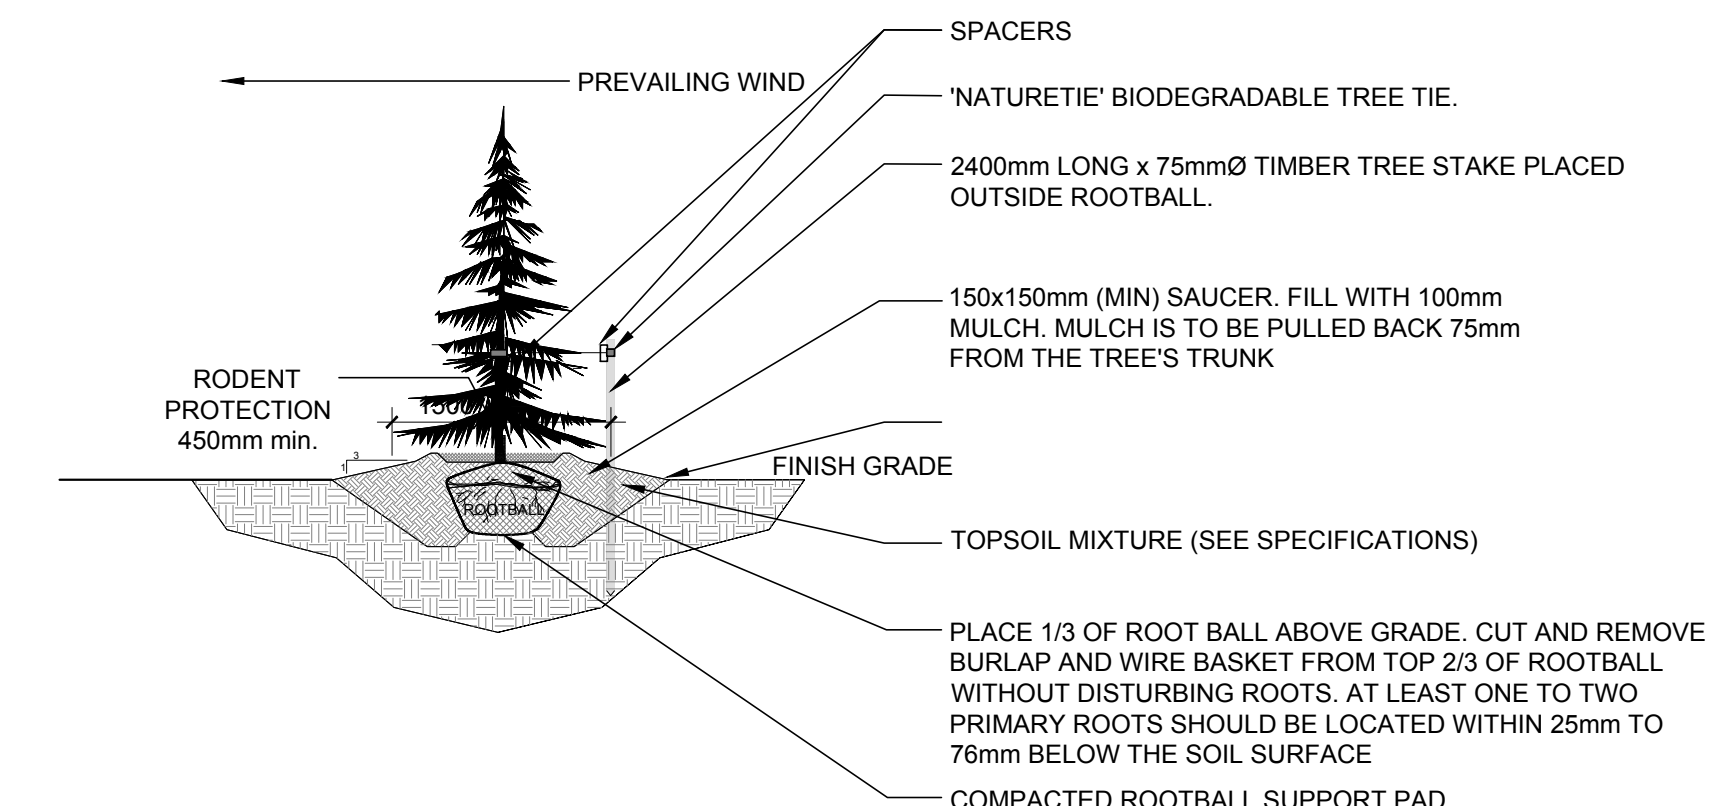 SPACERS
PREVAILING WIND
'NATURETIE' BIODEGRADABLE TREE TIE.
2400mm LONG x 75mmØ TIMBER TREE STAKE PLACED
OUTSIDE ROOTBALL.
150x150mm (MIN) SAUCER. FILL WITH 100mm
MULCH. MULCH IS TO BE PULLED BACK 75mm
FROM THE TREE'S TRUNK
RODENT
PROTECTION
450mm min.
3
1
FINISH GRADE
ROOTBALL
TOPSOIL MIXTURE (SEE SPECIFICATIONS)
PLACE 1/3 OF ROOT BALL ABOVE GRADE. CUT AND REMOVE
BURLAP AND WIRE BASKET FROM TOP 2/3 OF ROOTBALL
WITHOUT DISTURBING ROOTS. AT LEAST ONE TO TWO
PRIMARY ROOTS SHOULD BE LOCATED WITHIN 25mm TO
76mm BELOW THE SOIL SURFACE
COMPACTED ROOTBALL SUPPORT PAD